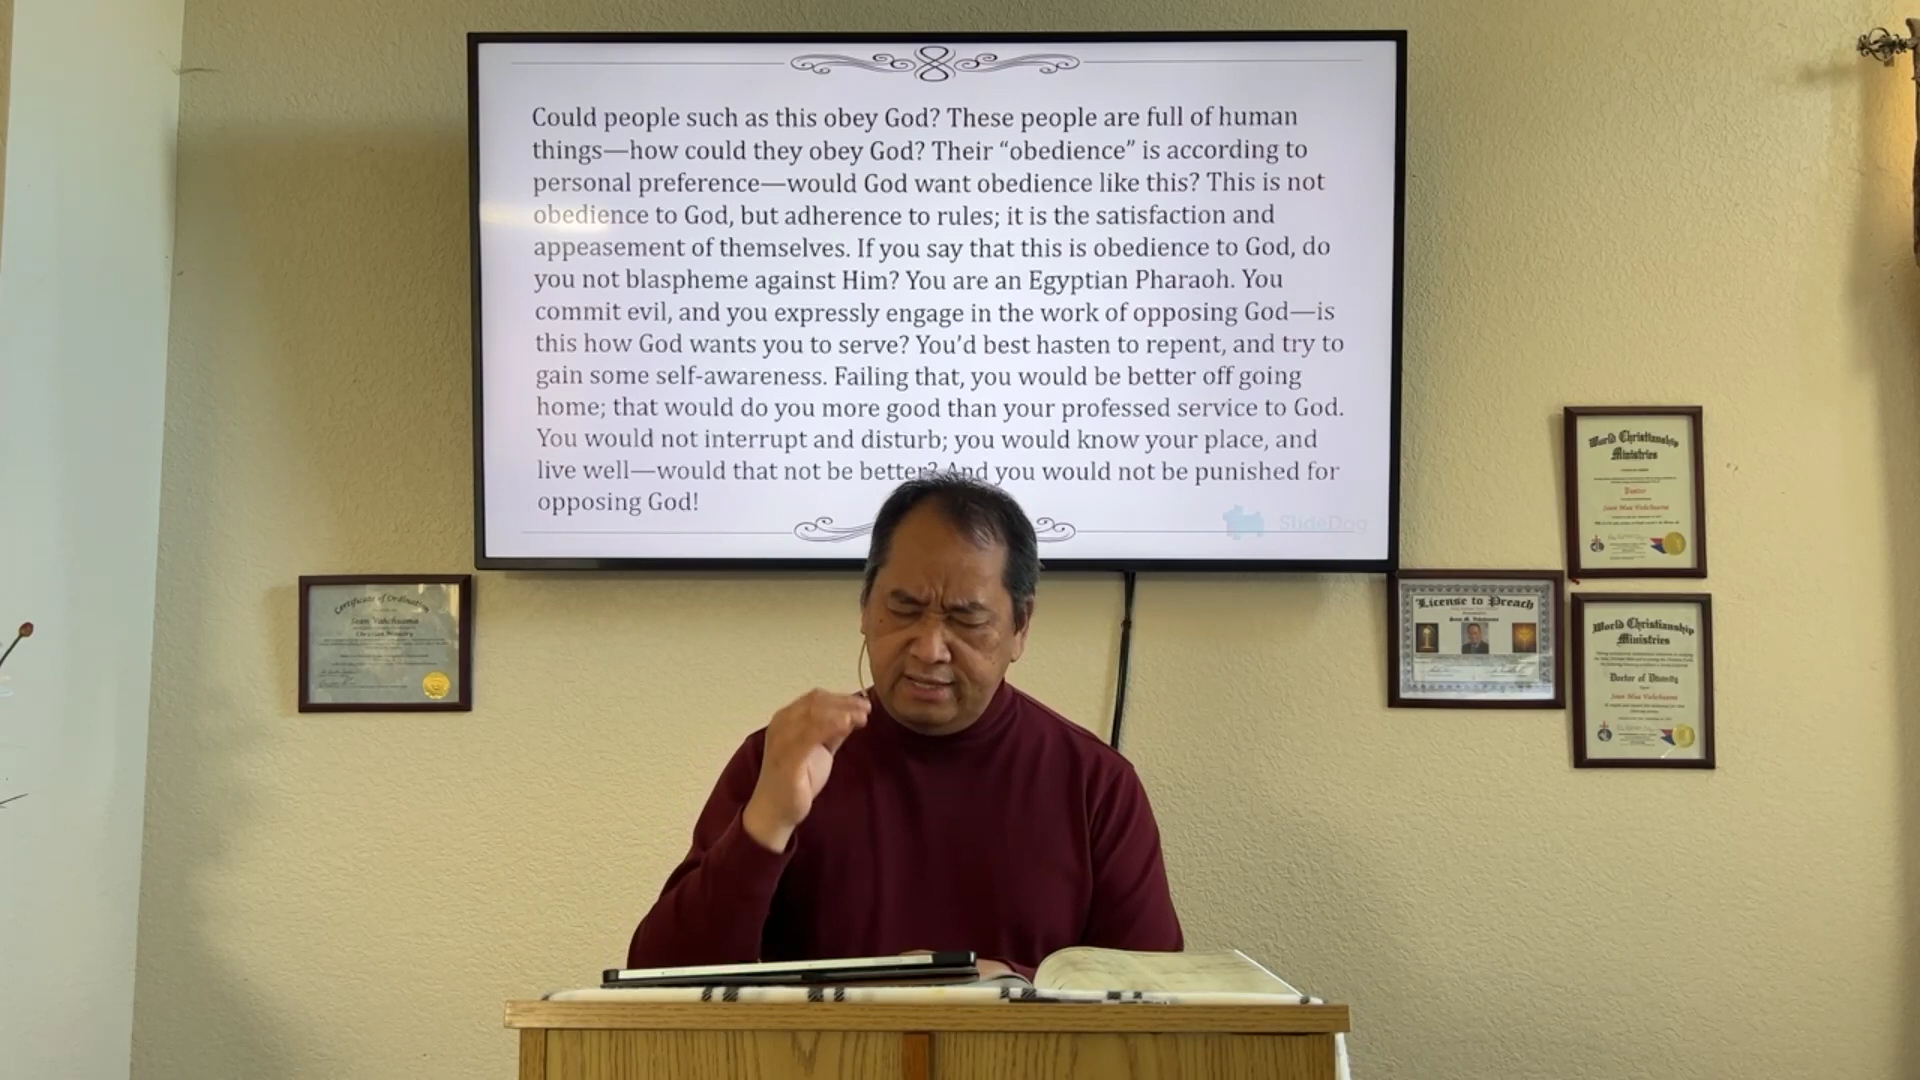 Could people such as this obey God? These people are full of human
things—how could they obey God? Their “obedience” is according to
personal preference—would God want obedience like this? This is not
obedience to God, but adherence to rules; it is the satisfaction and
appeasement of themselves. If you say that this is obedience to God, do
you not blaspheme against Him? You are an Egyptian Pharaoh. You
commit evil, and you expressly engage in the work of opposing God—is
this how God wants you to serve? You’d best hasten to repent, and try to
gain some self-awareness. Failing that, you would be better off going
home; that would do you more good than your professed service to God.
You would not interrupt and disturb; you would know your place, and
live well—would that not be better? And you would not be punished for
opposing God!
SlideDog
Certificate of Ordination
Christian Ministry
License to Preach
World Christianship
Ministries
Pastor
World Christianship
Ministries
Doctor of Divinity